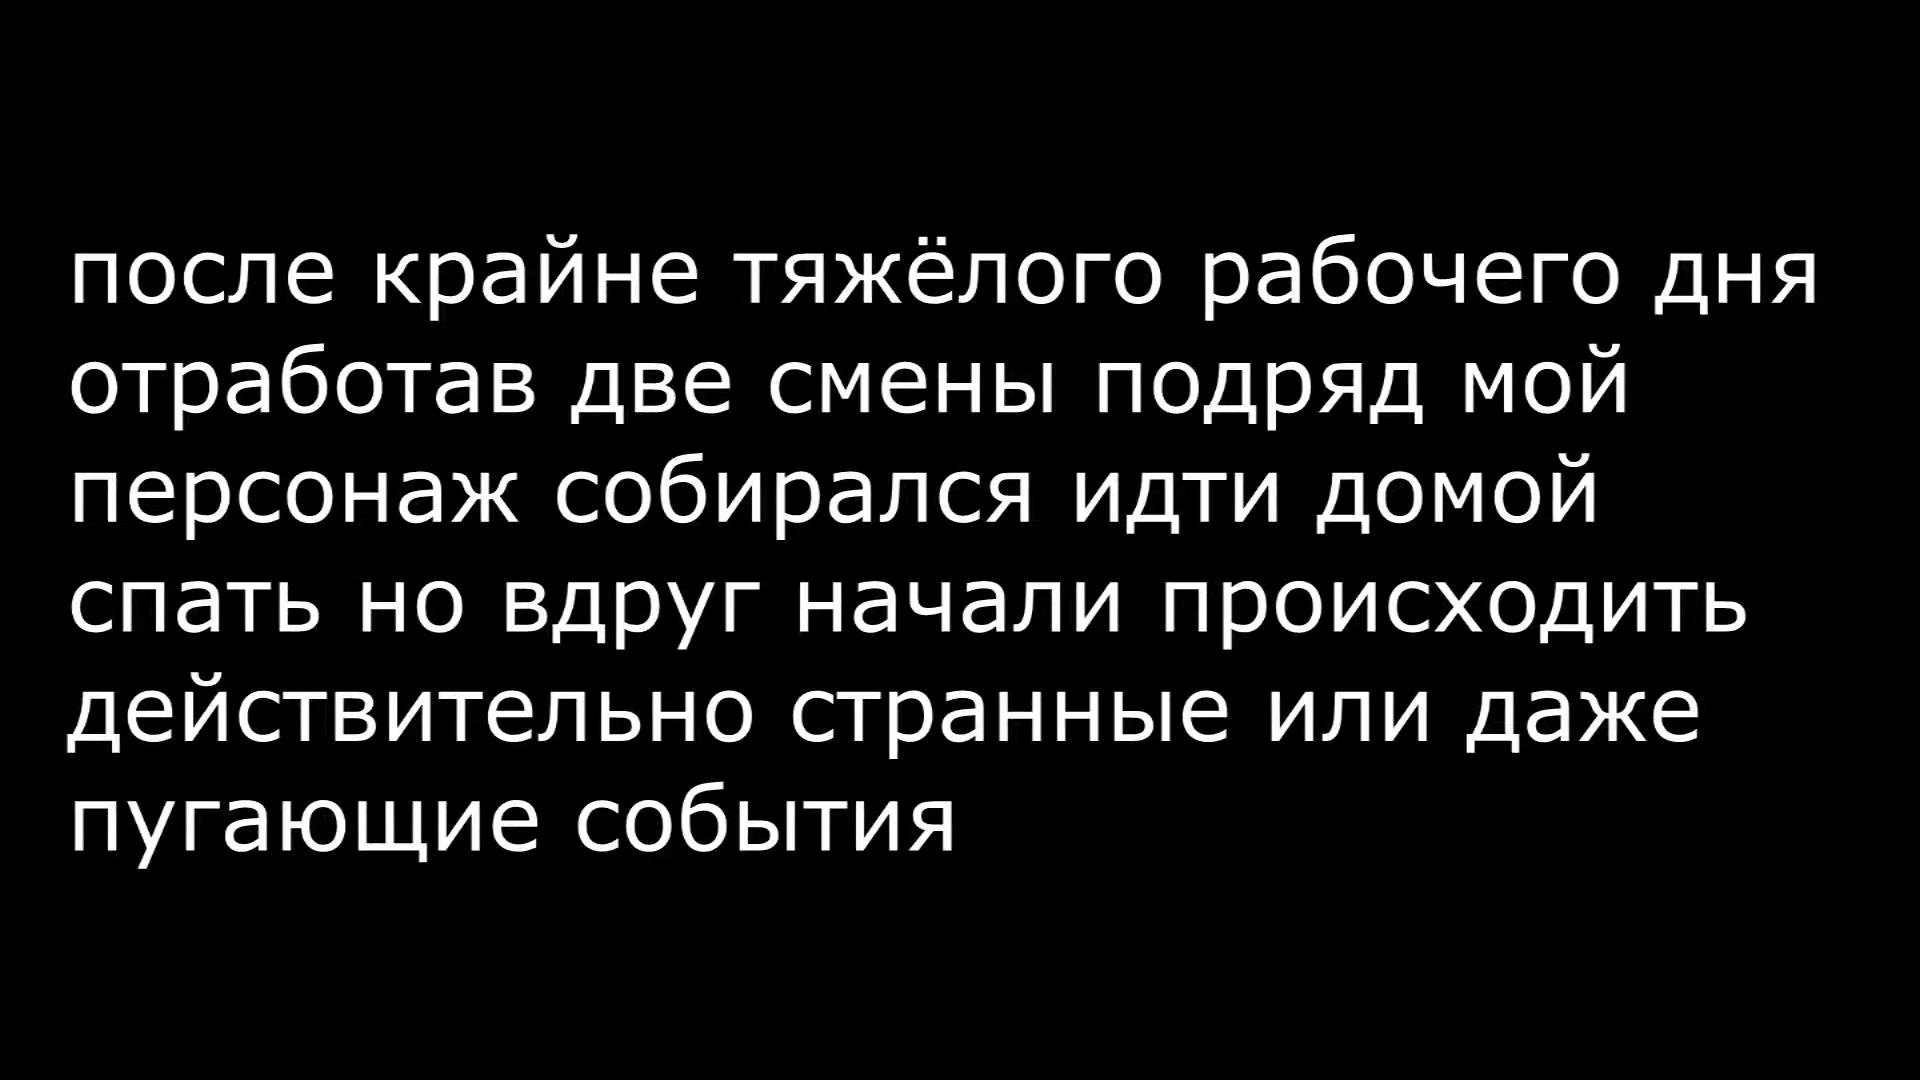 после крайне тяжёлого рабочего дня
отработав две смены подряд мой
персонаж собирался идти домой
спать но вдруг начали происходить
действительно странные или даже
пугающие события